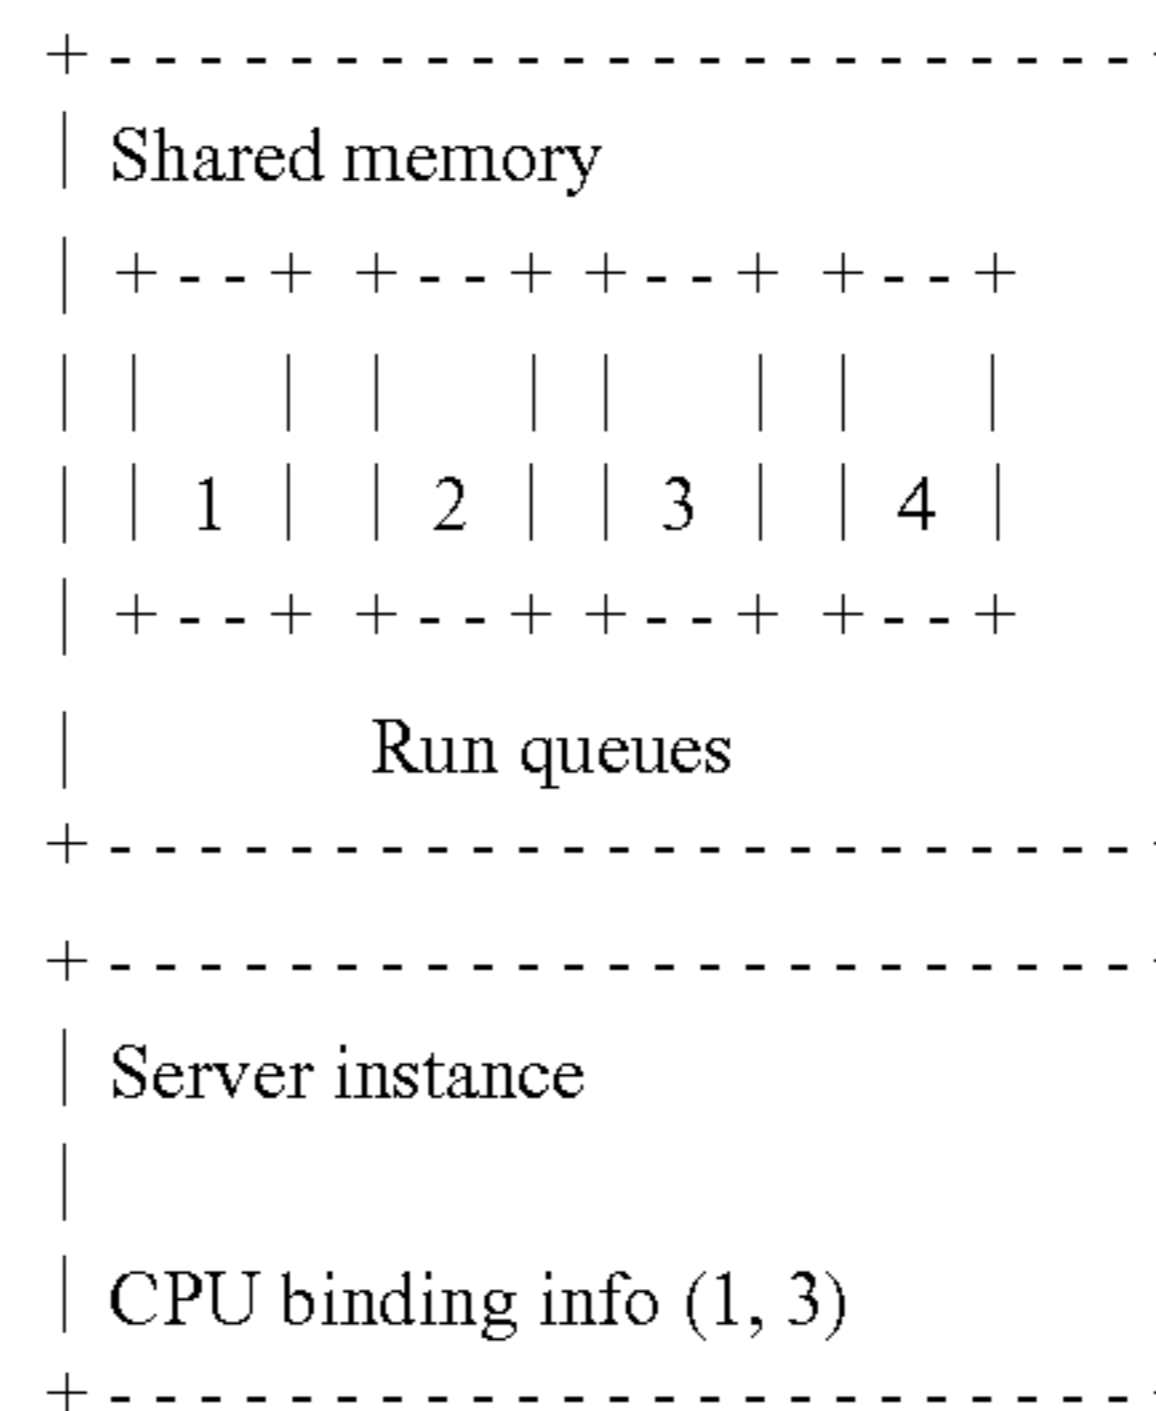 + - - - - - - - - - - - - - - - - - - - - - - -
| Shared memory
| + - - + + - - + + - - + + - - +
| | | | | | | | |
| | 1 | | 2 | | 3 | | 4 |
| + - - + + - - + + - - + + - - +
| Run queues
+ - - - - - - - - - - - - - - - - - - - - - - -
+ - - - - - - - - - - - - - - - - - - - - - - -
| Server instance
|
| CPU binding info (1, 3)
+ - - - - - - - - - - - - - - - - - - - - - - -